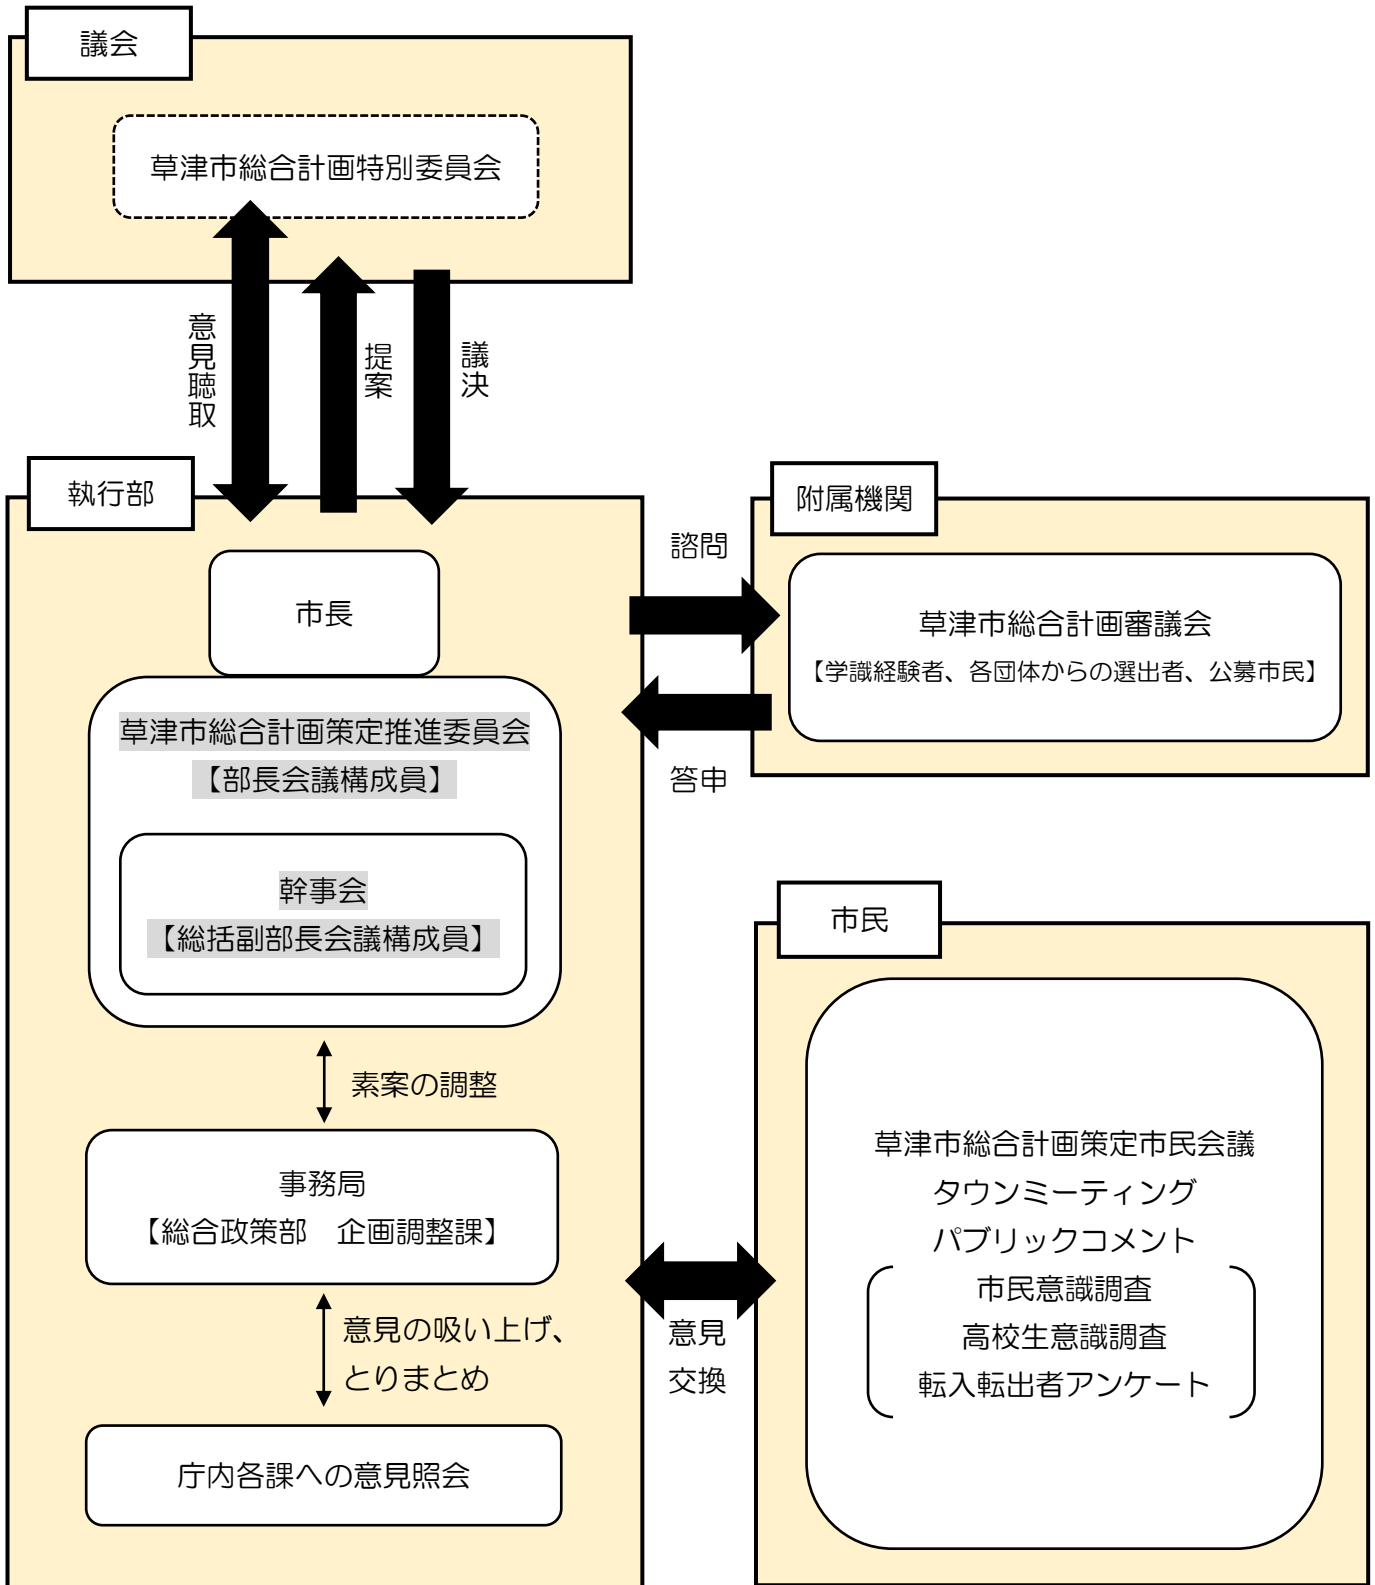 議会
草津市総合計画特別委員会
意見聴取
提案
議決
執行部
市長
草津市総合計画策定推進委員会
【部長会議構成員】
幹事会
【総括副部長会議構成員】
素案の調整
事務局
【総合政策部　企画調整課】
意見の吸い上げ、
とりまとめ
庁内各課への意見照会
諮問
答申
附属機関
草津市総合計画審議会
【学識経験者、各団体からの選出者、公募市民】
意見
交換
市民
草津市総合計画策定市民会議
タウンミーティング
パブリックコメント
市民意識調査
高校生意識調査
転入転出者アンケート